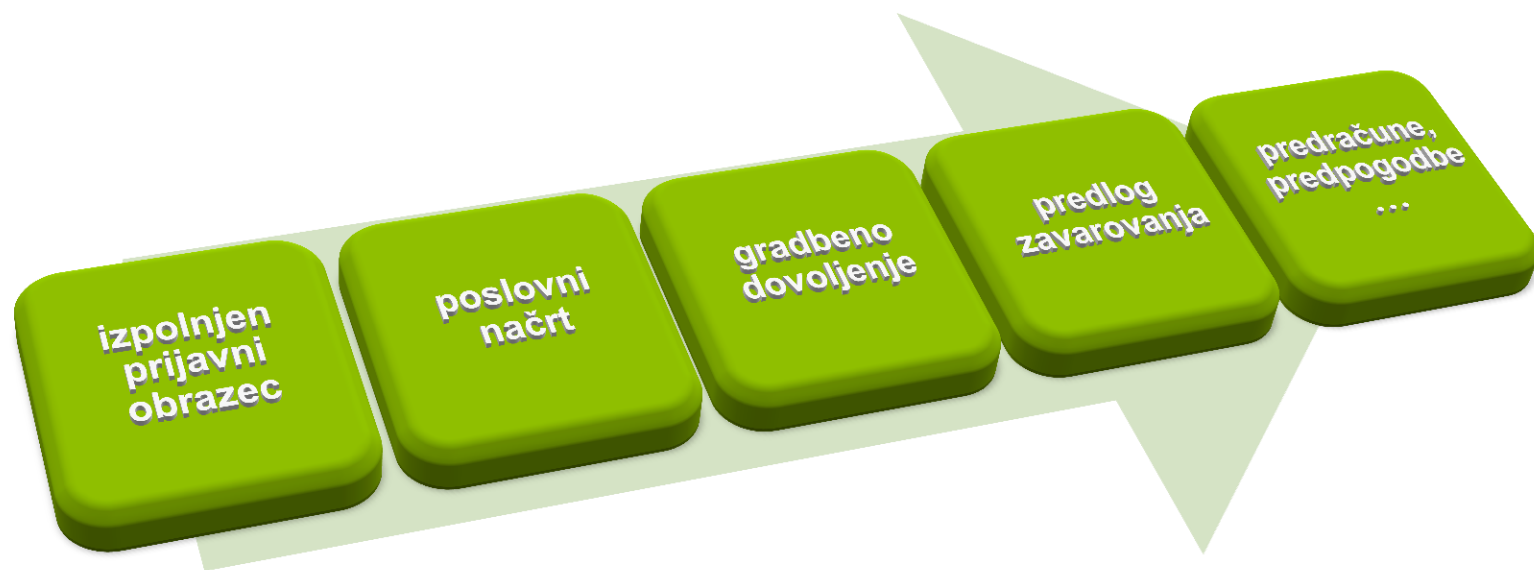 izpolnjen
prijavni
obrazec
poslovni
načrt
gradbeno
dovoljenje
predlog
zavarovanja
predračune,
predpogodbe
...